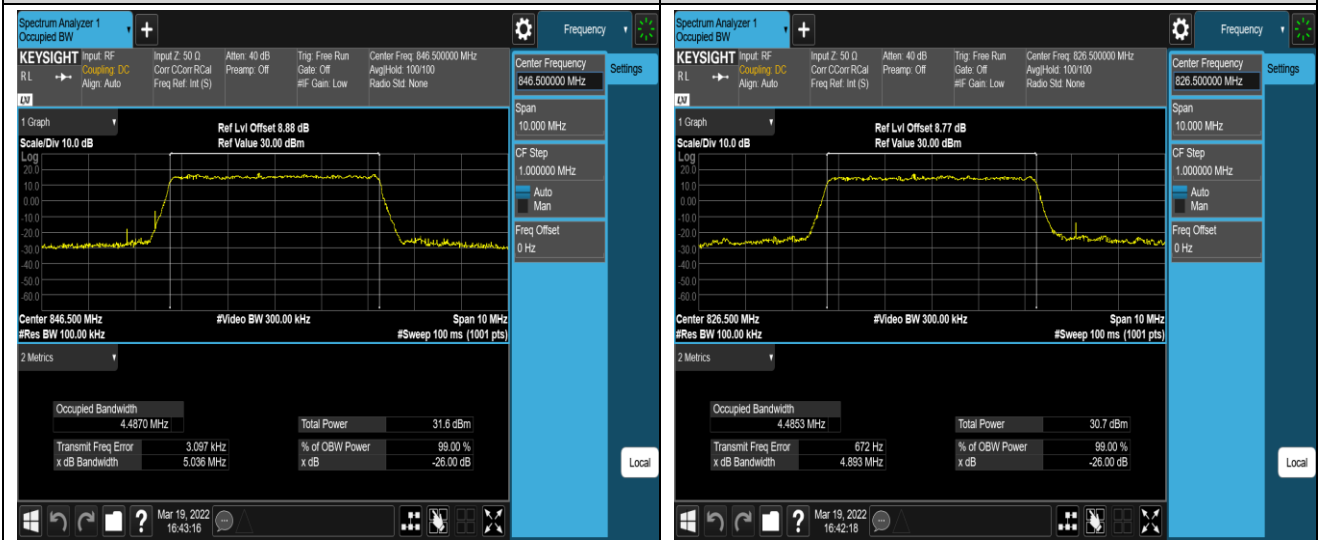 Spectrum Analyzer 1
Occupied BW
+
Frequency
KEYSIGHT Input: RF Input Z: 50 Ω Atten: 40 dB Trig: Free Run Center Freq: 846.500000 MHz
RL Coupling: DC Corr CCorr RCal Preamp: Off Gate: Off Avg|Hold: 100/100
Align: Auto Freq Ref: Int (S) #IF Gain: Low Radio Std: None
LXI
Center Frequency
846.500000 MHz
Settings
Span
10.000 MHz
CF Step
1.000000 MHz
Auto
Man
Freq Offset
0 Hz
Local
1 Graph
Ref Lvl Offset 8.88 dB
Scale/Div 10.0 dB Ref Value 30.00 dBm
Log
20.0
10.0
0.00
-10.0
-20.0
-30.0
-40.0
-50.0
-60.0
Center 846.500 MHz #Video BW 300.00 kHz Span 10 MHz
#Res BW 100.00 kHz #Sweep 100 ms (1001 pts)
2 Metrics
Occupied Bandwidth
4.4870 MHz Total Power 31.6 dBm
Transmit Freq Error 3.097 kHz % of OBW Power 99.00 %
x dB Bandwidth 5.036 MHz x dB -26.00 dB
? Mar 19, 2022
16:43:16
Spectrum Analyzer 1
Occupied BW
+
Frequency
KEYSIGHT Input: RF Input Z: 50 Ω Atten: 40 dB Trig: Free Run Center Freq: 826.500000 MHz
RL Coupling: DC Corr CCorr RCal Preamp: Off Gate: Off Avg|Hold: 100/100
Align: Auto Freq Ref: Int (S) #IF Gain: Low Radio Std: None
LXI
Center Frequency
826.500000 MHz
Settings
Span
10.000 MHz
CF Step
1.000000 MHz
Auto
Man
Freq Offset
0 Hz
Local
1 Graph
Ref Lvl Offset 8.77 dB
Scale/Div 10.0 dB Ref Value 30.00 dBm
Log
20.0
10.0
0.00
-10.0
-20.0
-30.0
-40.0
-50.0
-60.0
Center 826.500 MHz #Video BW 300.00 kHz Span 10 MHz
#Res BW 100.00 kHz #Sweep 100 ms (1001 pts)
2 Metrics
Occupied Bandwidth
4.4853 MHz Total Power 30.7 dBm
Transmit Freq Error 672 Hz % of OBW Power 99.00 %
x dB Bandwidth 4.893 MHz x dB -26.00 dB
? Mar 19, 2022
16:42:18